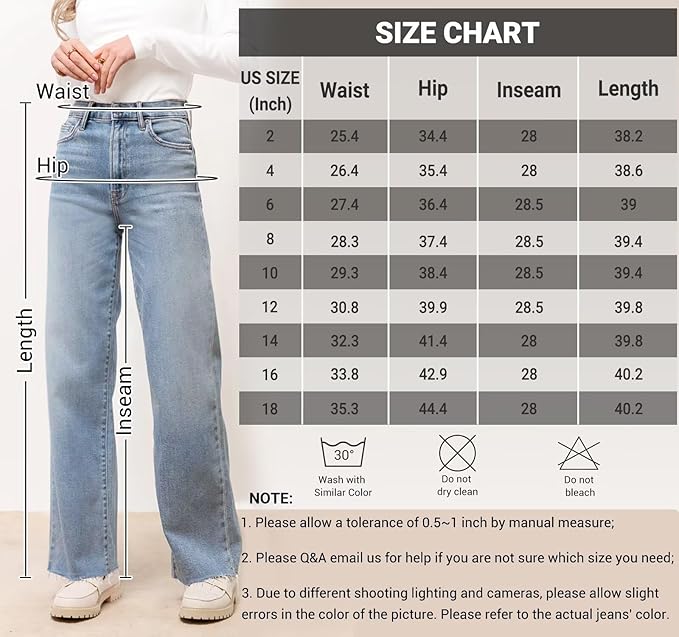 SIZE CHART
US SIZE
(Inch) Waist Hip Inseam Length
2 25.4 34.4 28 38.2
4 26.4 35.4 28 38.6
6 27.4 36.4 28.5 39
8 28.3 37.4 28.5 39.4
10 29.3 38.4 28.5 39.4
12 30.8 39.9 28.5 39.8
14 32.3 41.4 28 39.8
16 33.8 42.9 28 40.2
18 35.3 44.4 28 40.2
Waist
Hip
Length
Inseam
30°
Wash with
Similar Color
Do not
dry clean
Do not
bleach
NOTE:
1. Please allow a tolerance of 0.5~1 inch by manual measure;
2. Please Q&A email us for help if you are not sure which size you need;
3. Due to different shooting lighting and cameras, please allow slight
errors in the color of the picture. Please refer to the actual jeans' color.